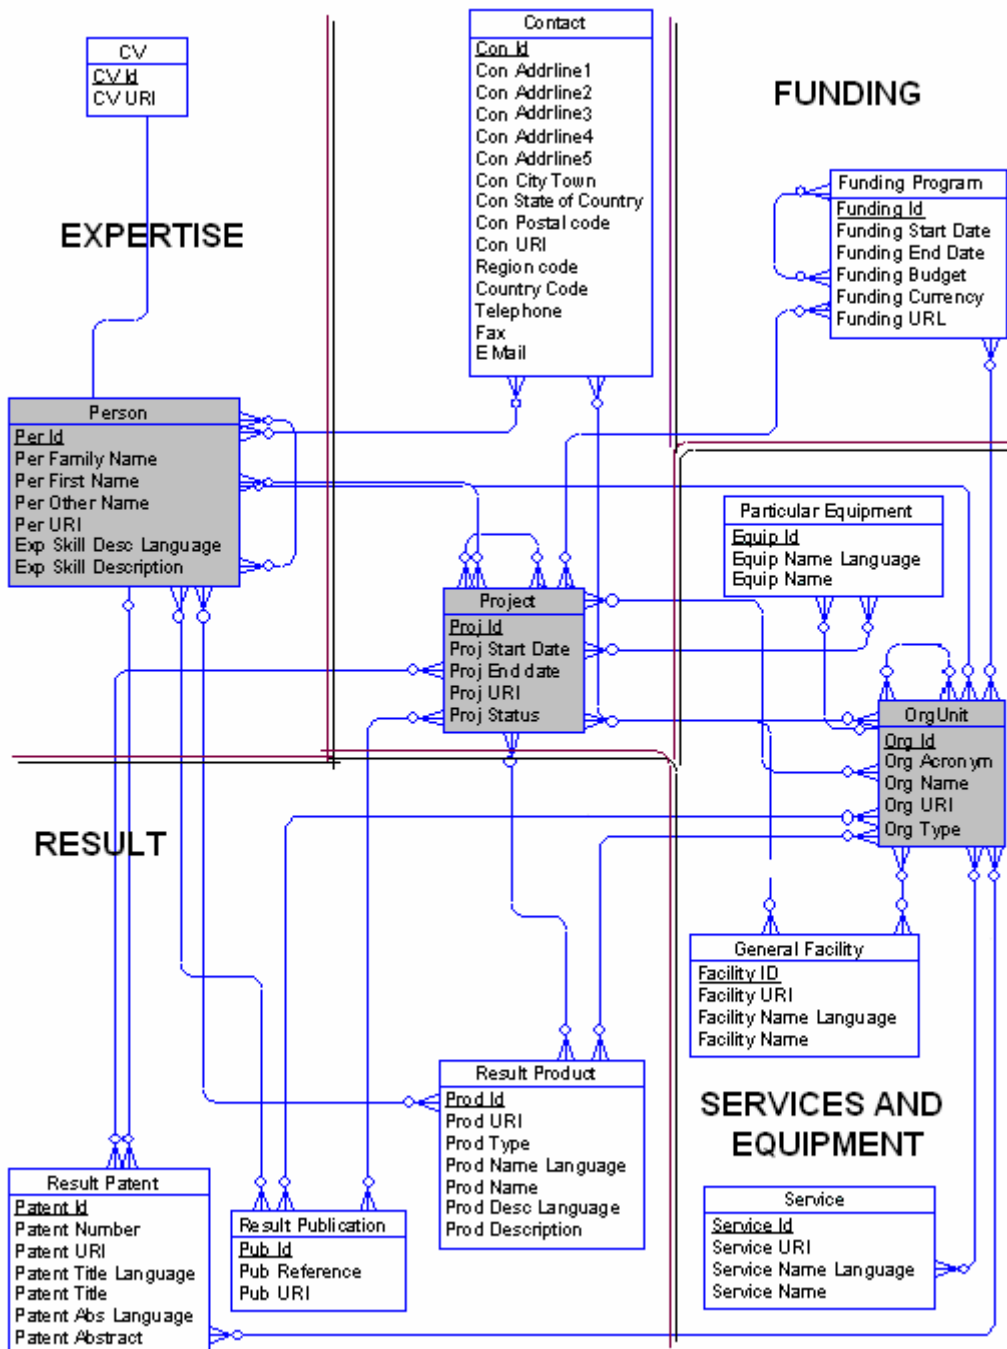 CV
CV Id
CV URI
Contact
Con Id
Con Addrline1
Con Addrline2
Con Addrline3
Con Addrline4
Con Addrline5
Con City Town
Con State of Country
Con Postal code
Con URI
Region code
Country Code
Telephone
Fax
E Mail
FUNDING
Funding Program
Funding Id
Funding Start Date
Funding End Date
Funding Budget
Funding Currency
Funding URL
EXPERTISE
Person
Per Id
Per Family Name
Per First Name
Per Other Name
Per URI
Exp Skill Desc Language
Exp Skill Description
Project
Proj Id
Proj Start Date
Proj End date
Proj URI
Proj Status
Particular Equipment
Equip Id
Equip Name Language
Equip Name
OrgUnit
Org Id
Org Acronym
Org Name
Org URI
Org Type
RESULT
General Facility
Facility ID
Facility URI
Facility Name Language
Facility Name
Result Product
Prod Id
Prod URI
Prod Type
Prod Name Language
Prod Name
Prod Desc Language
Prod Description
SERVICES AND
EQUIPMENT
Result Patent
Patent Id
Patent Number
Patent URI
Patent Title Language
Patent Title
Patent Abs Language
Patent Abstract
Result Publication
Pub Id
Pub Reference
Pub URI
Service
Service Id
Service URI
Service Name Language
Service Name